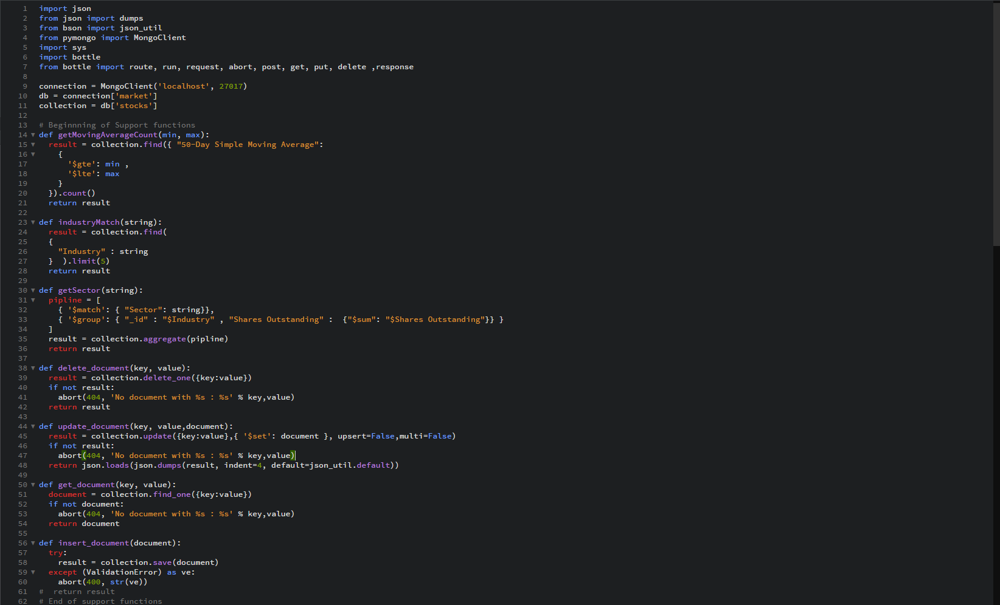 1 import json
2 from json import dumps
3 from bson import json_util
4 from pymongo import MongoClient
5 import sys
6 import bottle
7 from bottle import route, run, request, abort, post, get, put, delete ,response
8
9 connection = MongoClient('localhost', 27017)
10 db = connection['market']
11 collection = db['stocks']
12
13 # Beginnning of Support functions
14 def getMovingAverageCount(min, max):
15   result = collection.find({ "50-Day Simple Moving Average":
16     {
17       '$gte': min ,
18       '$lte': max
19     }
20   }).count()
21   return result
22
23 def industryMatch(string):
24   result = collection.find(
25   {
26     "Industry" : string
27   }  ).limit(5)
28   return result
29
30 def getSector(string):
31   pipline = [
32     { '$match': { "Sector": string}},
33     { '$group': { "_id" : "$Industry" , "Shares Outstanding" :  {"$sum": "$Shares Outstanding"}} }
34   ]
35   result = collection.aggregate(pipline)
36   return result
37
38 def delete_document(key, value):
39   result = collection.delete_one({key:value})
40   if not result:
41     abort(404, 'No document with %s : %s' % key,value)
42   return result
43
44 def update_document(key, value,document):
45   result = collection.update({key:value},{ '$set': document }, upsert=False,multi=False)
46   if not result:
47     abort(404, 'No document with %s : %s' % key,value)
48   return json.loads(json.dumps(result, indent=4, default=json_util.default))
49
50 def get_document(key, value):
51   document = collection.find_one({key:value})
52   if not document:
53     abort(404, 'No document with %s : %s' % key,value)
54   return document
55
56 def insert_document(document):
57   try:
58     result = collection.save(document)
59   except (ValidationError) as ve:
60     abort(400, str(ve))
61 #  return result
62 # End of support functions